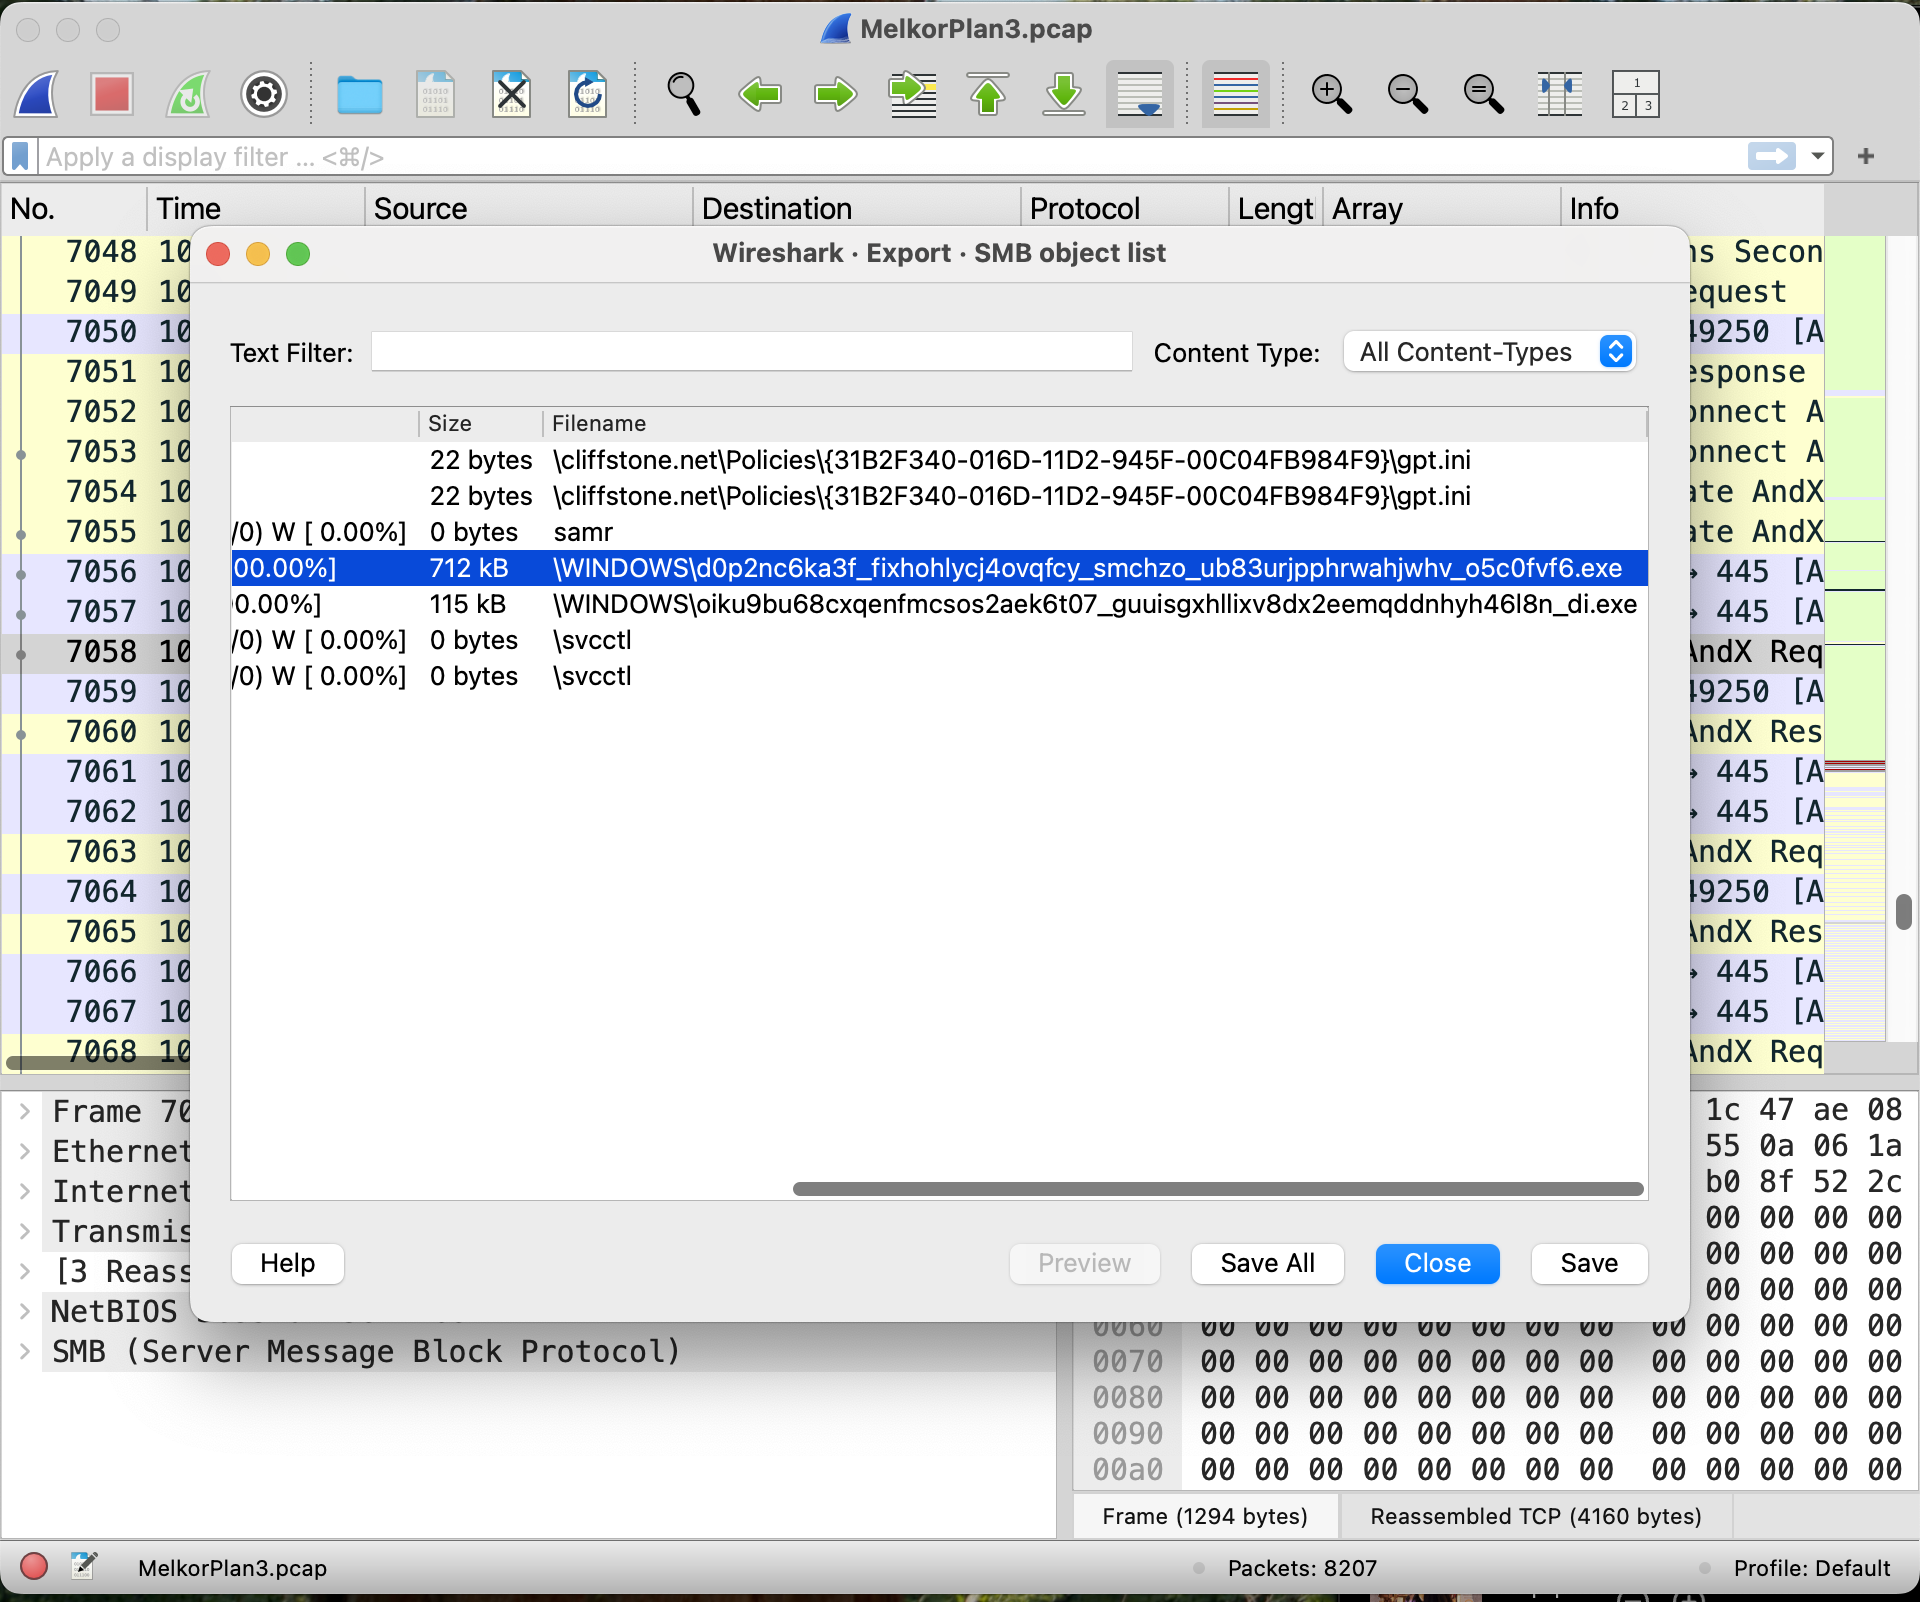 MelkorPlan3.pcap
Apply a display filter ... <⌘/>
No. Time Source Destination Protocol Lengt Array Info
7048 10
7049 10
7050 10
7051 10
7052 10
7053 10
7054 10
7055 10
7056 10
7057 10
7058 10
7059 10
7060 10
7061 10
7062 10
7063 10
7064 10
7065 10
7066 10
7067 10
7068 10
ns Secon
equest
49250 [A
esponse
onnect A
onnect A
ate AndX
ate AndX
→ 445 [A
→ 445 [A
AndX Req
49250 [A
AndX Res
→ 445 [A
→ 445 [A
AndX Req
49250 [A
AndX Res
→ 445 [A
→ 445 [A
AndX Req
Wireshark · Export · SMB object list
Text Filter:
Content Type: All Content-Types
Size Filename
22 bytes \cliffstone.net\Policies\{31B2F340-016D-11D2-945F-00C04FB984F9}\gpt.ini
22 bytes \cliffstone.net\Policies\{31B2F340-016D-11D2-945F-00C04FB984F9}\gpt.ini
/0) W [ 0.00%] 0 bytes samr
00.00%] 712 kB \WINDOWS\d0p2nc6ka3f_fixhohlycj4ovqfcy_smchzo_ub83urjpphrwahjwhv_o5c0fvf6.exe
0.00%] 115 kB \WINDOWS\oiku9bu68cxqenfmcsos2aek6t07_guuisgxhllixv8dx2eemqddnhyh46l8n_di.exe
/0) W [ 0.00%] 0 bytes \svcctl
/0) W [ 0.00%] 0 bytes \svcctl
Help Preview Save All Close Save
Frame 70
Ethernet
Internet
Transmis
[3 Reass
NetBIOS
SMB (Server Message Block Protocol)
1c 47 ae 08
55 0a 06 1a
b0 8f 52 2c
00 00 00 00
00 00 00 00
00 00 00 00
0060 00 00 00 00 00 00 00 00 00 00 00 00 00
0070 00 00 00 00 00 00 00 00 00 00 00 00 00
0080 00 00 00 00 00 00 00 00 00 00 00 00 00
0090 00 00 00 00 00 00 00 00 00 00 00 00 00
00a0 00 00 00 00 00 00 00 00 00 00 00 00 00
Frame (1294 bytes) Reassembled TCP (4160 bytes)
MelkorPlan3.pcap Packets: 8207 Profile: Default